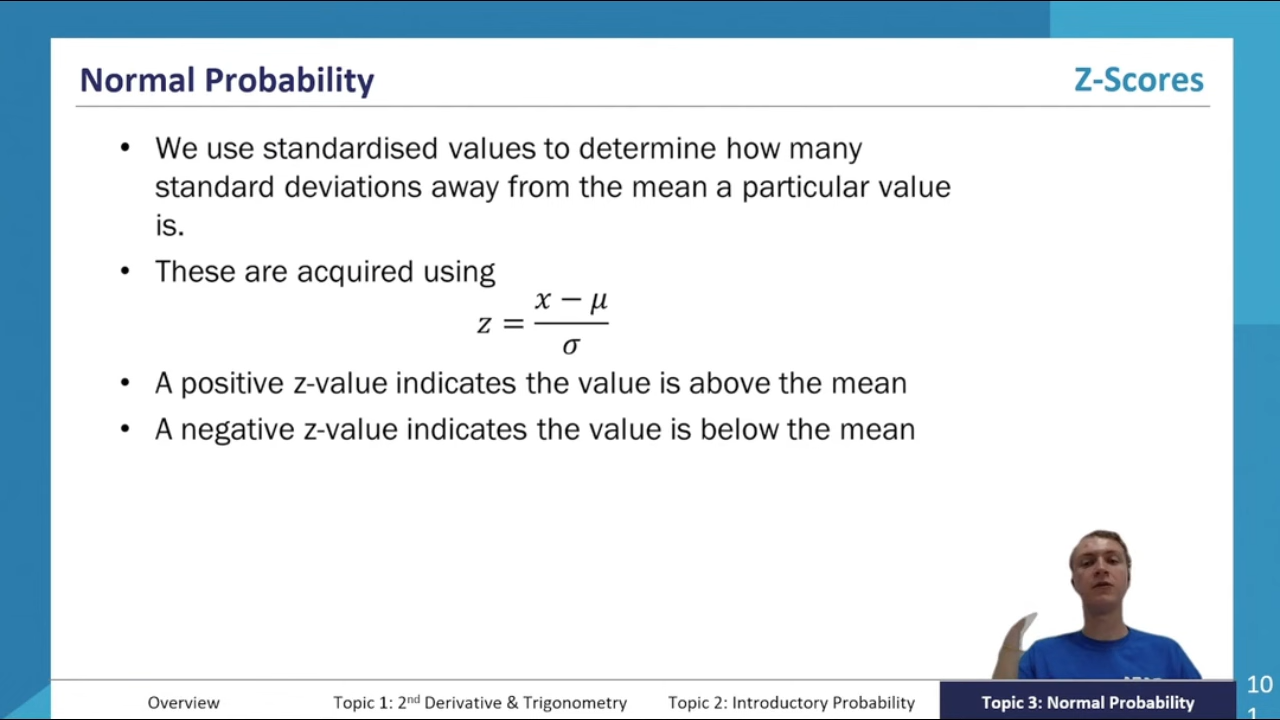 Normal Probability
Z-Scores
• We use standardised values to determine how many
standard deviations away from the mean a particular value
is.
• These are acquired using
z = (x − μ) / σ
• A positive z-value indicates the value is above the mean
• A negative z-value indicates the value is below the mean
Overview
Topic 1: 2nd Derivative & Trigonometry
Topic 2: Introductory Probability
Topic 3: Normal Probability
10
1